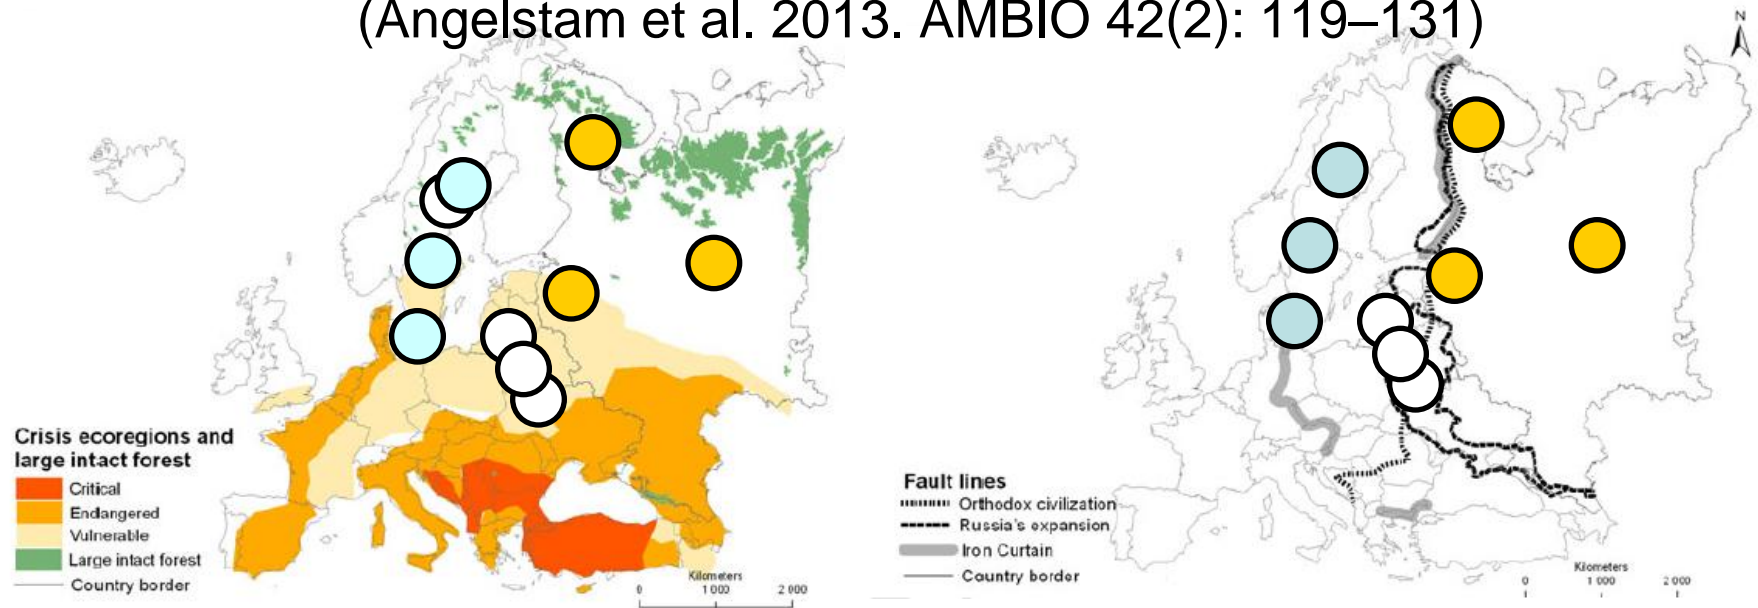 (Angelstam et al. 2013. AMBIO 42(2): 119–131)
Crisis ecoregions and
large intact forest
Critical
Endangered
Vulnerable
Large intact forest
Country border
Kilometers
0 1 000 2 000
N
Fault lines
Orthodox civilization
Russia's expansion
Iron Curtain
Country border
Kilometers
0 1 000 2 000